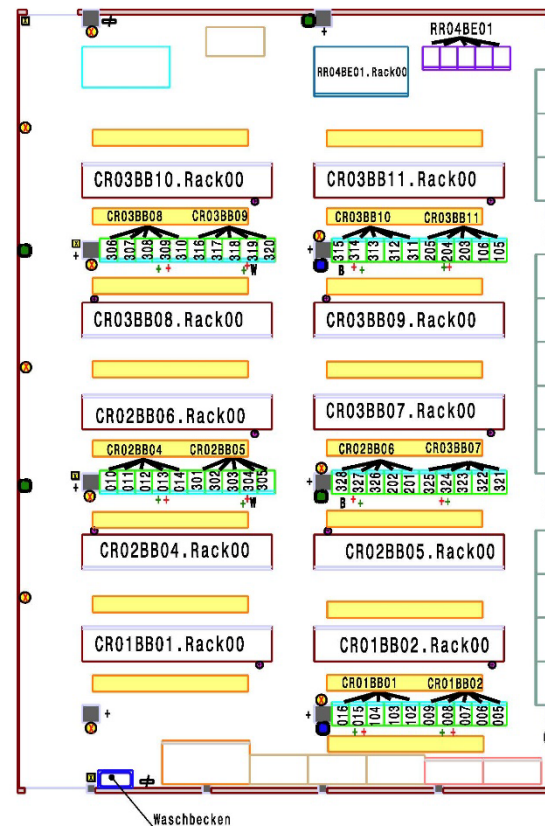 RR04BE01
RR04BE01.Rack00
CR03BB10.Rack00
CR03BB11.Rack00
CR03BB08 CR03BB09
CR03BB10 CR03BB11
306 307 308 309 310 316 317 318 319 320
315 314 313 312 311 205 204 203 106 105
W
B
CR03BB08.Rack00
CR03BB09.Rack00
CR02BB06.Rack00
CR03BB07.Rack00
CR02BB04 CR02BB05
CR02BB06 CR03BB07
010 011 012 013 014 301 302 303 304 305
328 327 326 202 201 325 324 323 322 321
W
B
CR02BB04.Rack00
CR02BB05.Rack00
CR01BB01.Rack00
CR01BB02.Rack00
CR01BB01 CR01BB02
016 015 104 103 102 009 008 007 006 005
Waschbecken